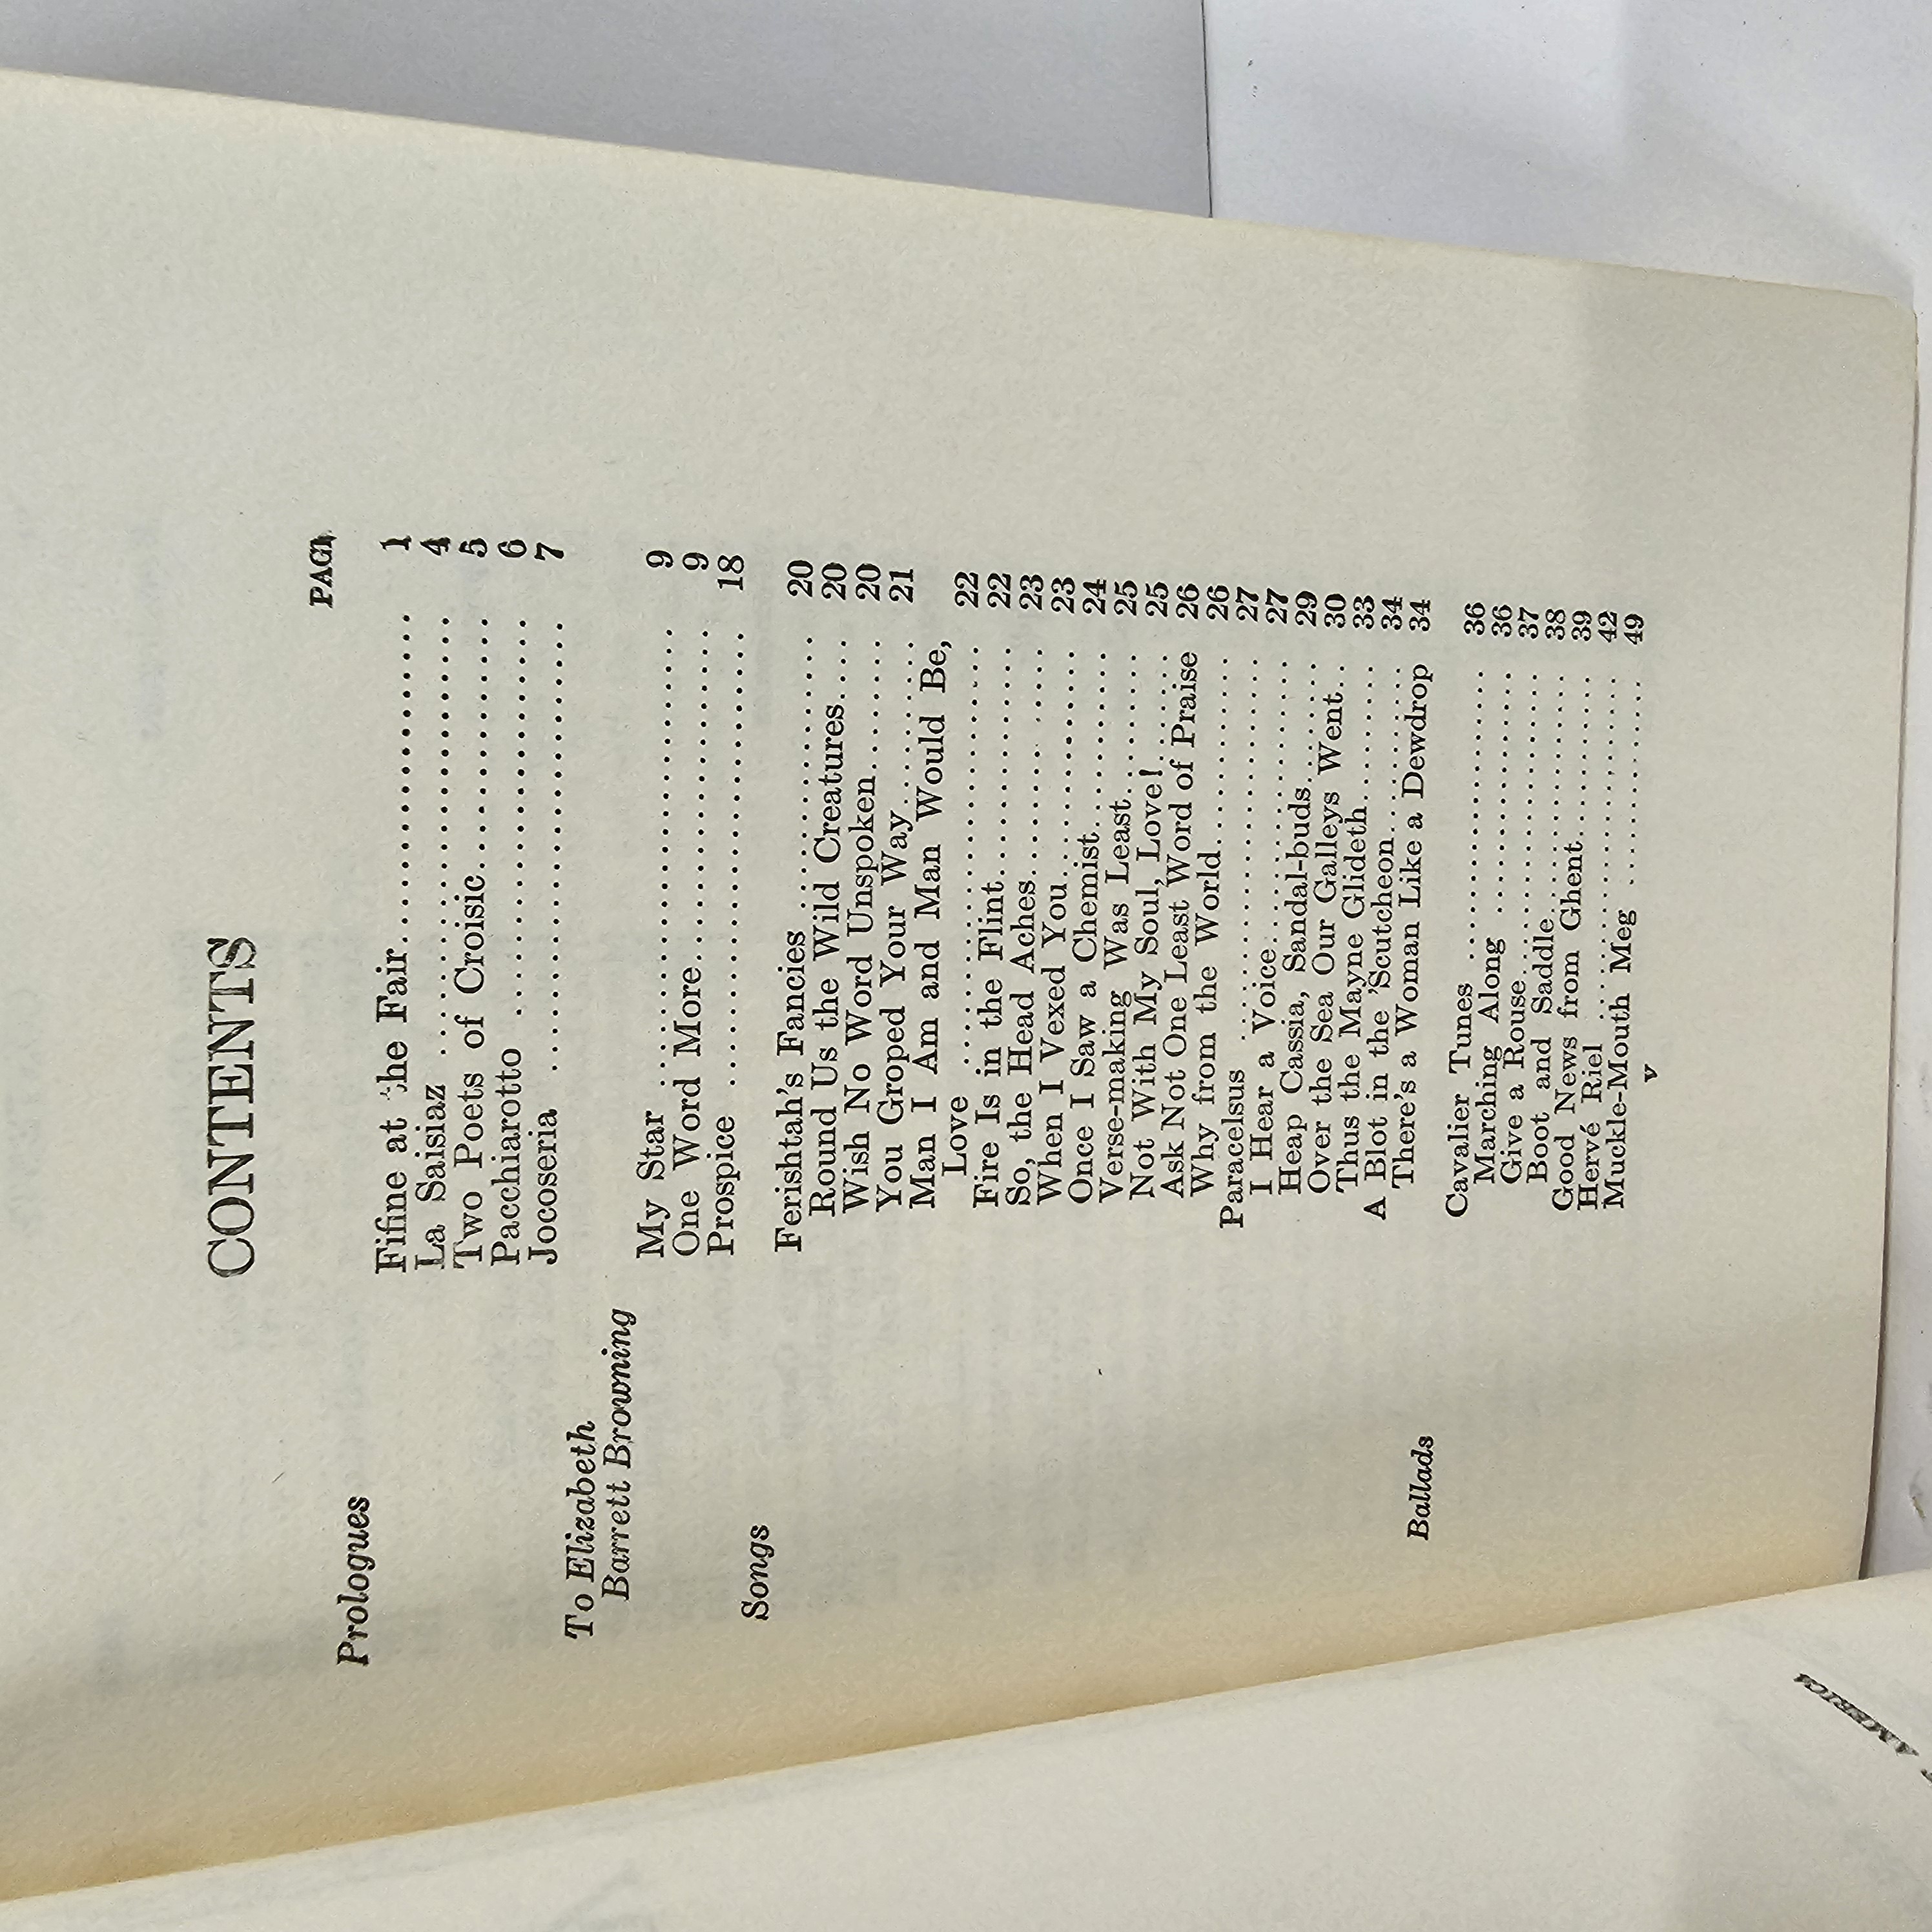 CONTENTS
PAGE
Prologues
Fifine at the Fair.................. 1
La Saisiaz ........................ 4
Two Poets of Croisic.............. 5
Pacchiarotto ...................... 6
Jocoseria ......................... 7
To Elizabeth
Barrett Browning
My Star .......................... 9
One Word More................... 9
Prospice .......................... 18
Songs
Ferishtah's Fancies ................ 20
Round Us the Wild Creatures.... 20
Wish No Word Unspoken........ 20
You Groped Your Way.......... 21
Man I Am and Man Would Be,
Love ........................ 22
Fire Is in the Flint.............. 22
So, the Head Aches.............. 23
When I Vexed You.............. 23
Once I Saw a Chemist........... 24
Verse-making Was Least......... 25
Not With My Soul, Love!....... 25
Ask Not One Least Word of Praise 26
Why from the World............ 26
Paracelsus ........................ 27
I Hear a Voice.................. 27
Heap Cassia, Sandal-buds........ 29
Over the Sea Our Galleys Went.. 30
Thus the Mayne Glideth......... 33
A Blot in the 'Scutcheon........... 34
There's a Woman Like a Dewdrop 34
Ballads
Cavalier Tunes .................. 36
Marching Along ............... 36
Give a Rouse................... 37
Boot and Saddle............... 38
Good News from Ghent........... 39
Hervé Riel ...................... 42
Muckle-Mouth Meg .............. 49
v
AMERICA